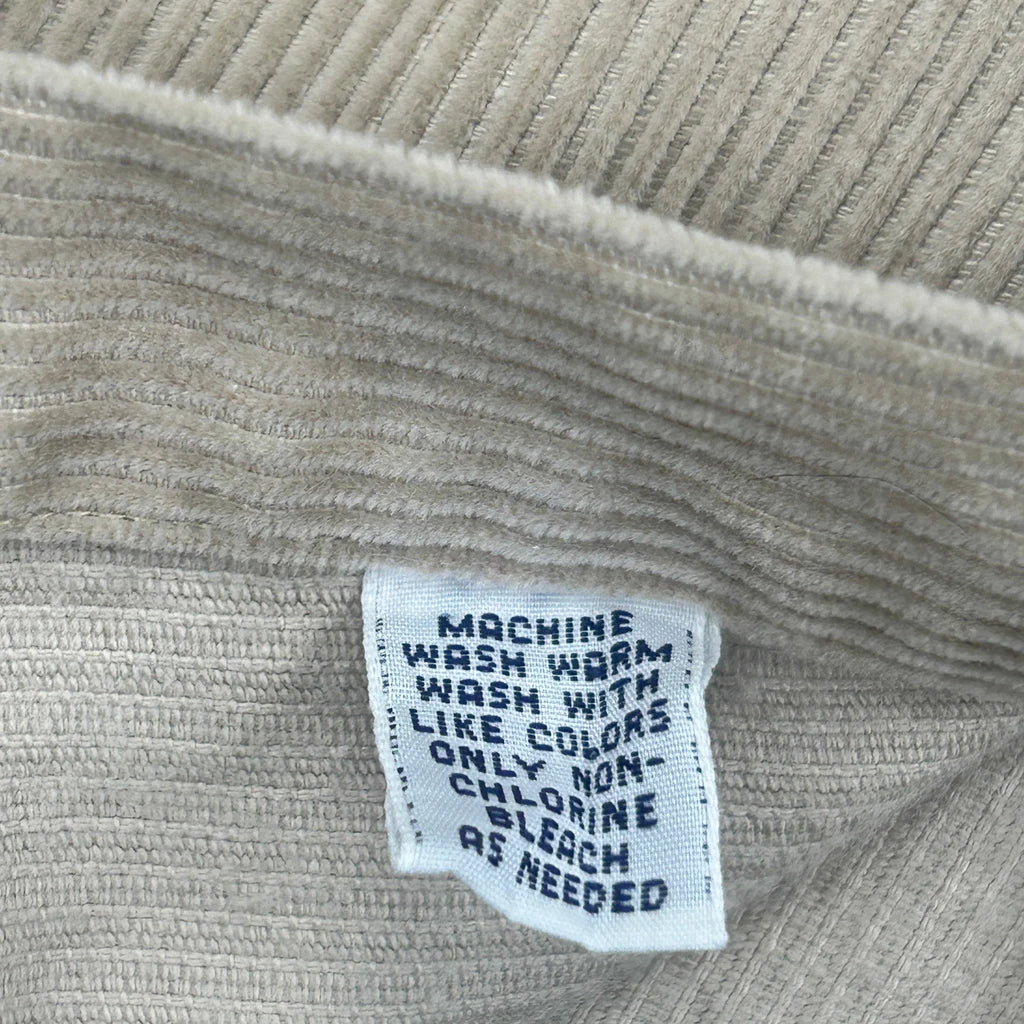 MACHINE
WASH WARM
WASH WITH
LIKE COLORS
ONLY NON-
CHLORINE
BLEACH
AS NEEDED